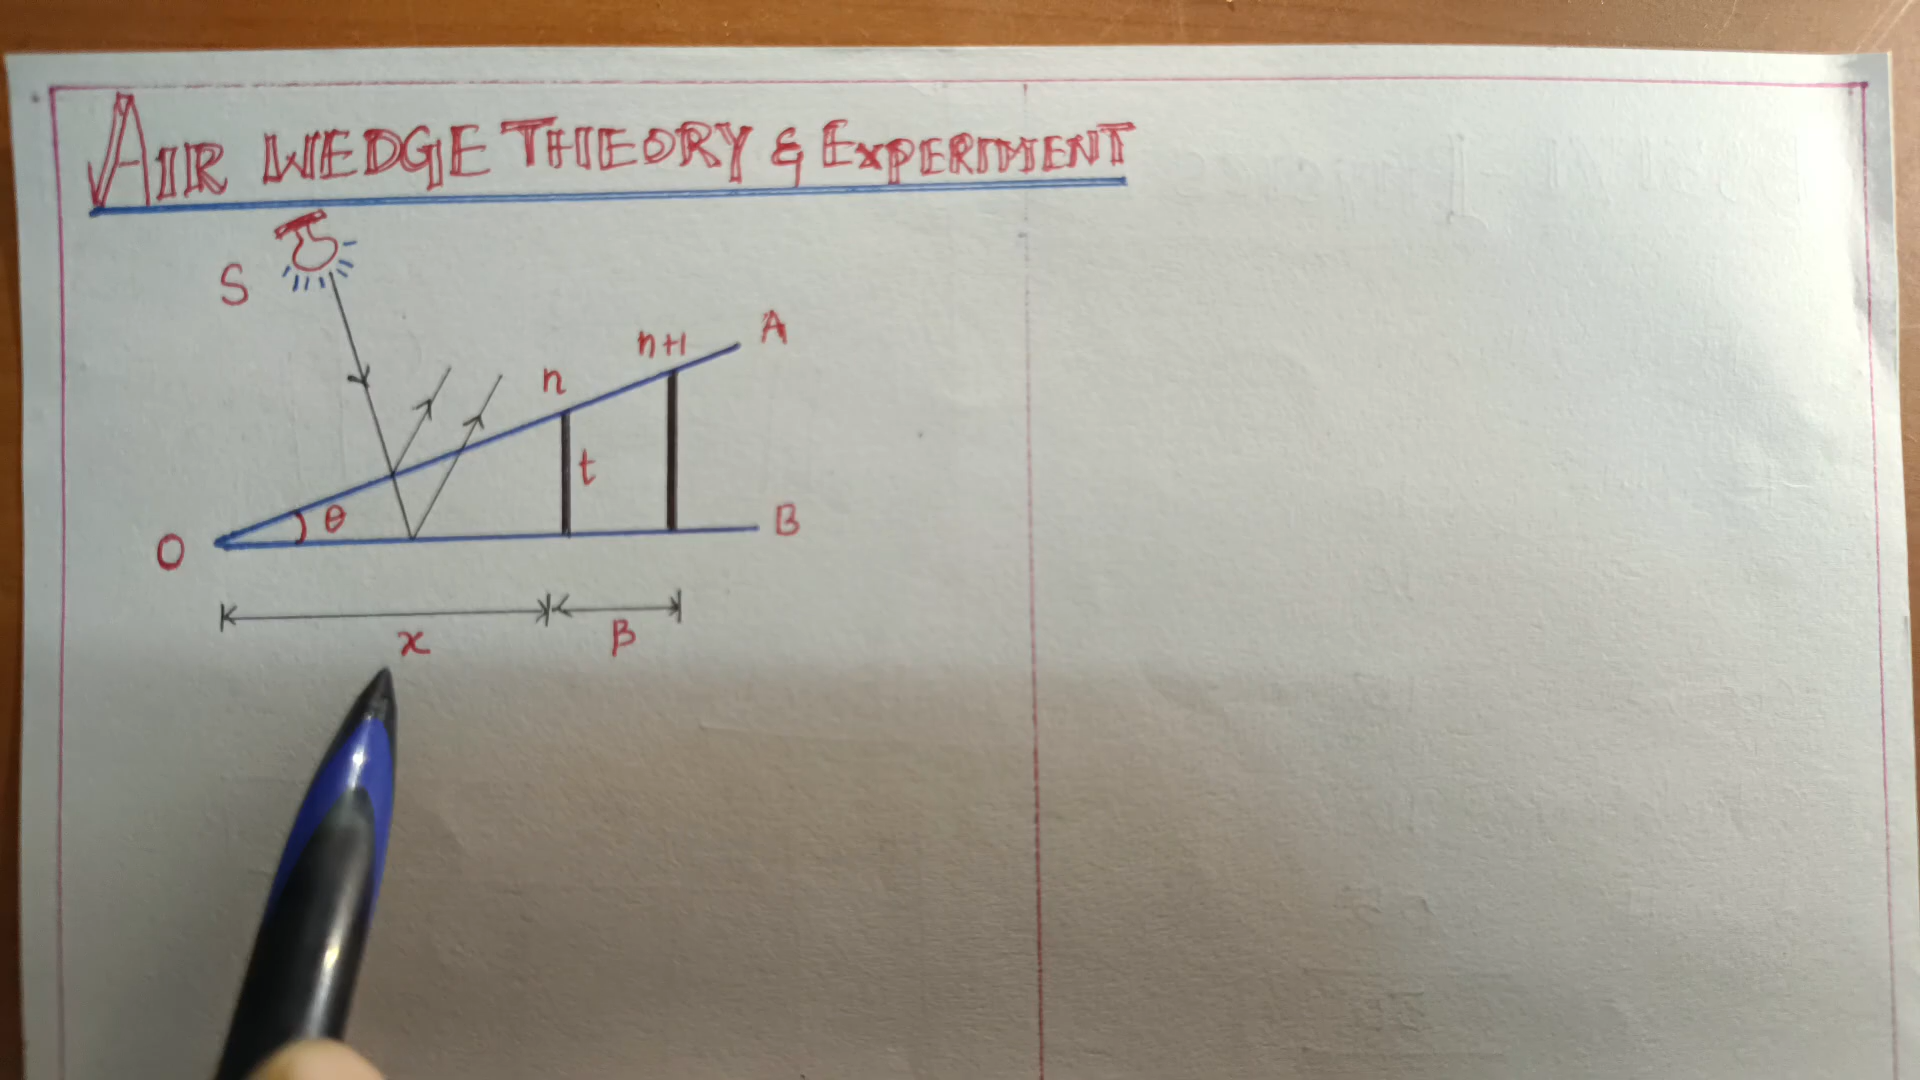 AIR WEDGE THEORY & EXPERIMENT
S
n n+1 A
t
θ
O B
x β